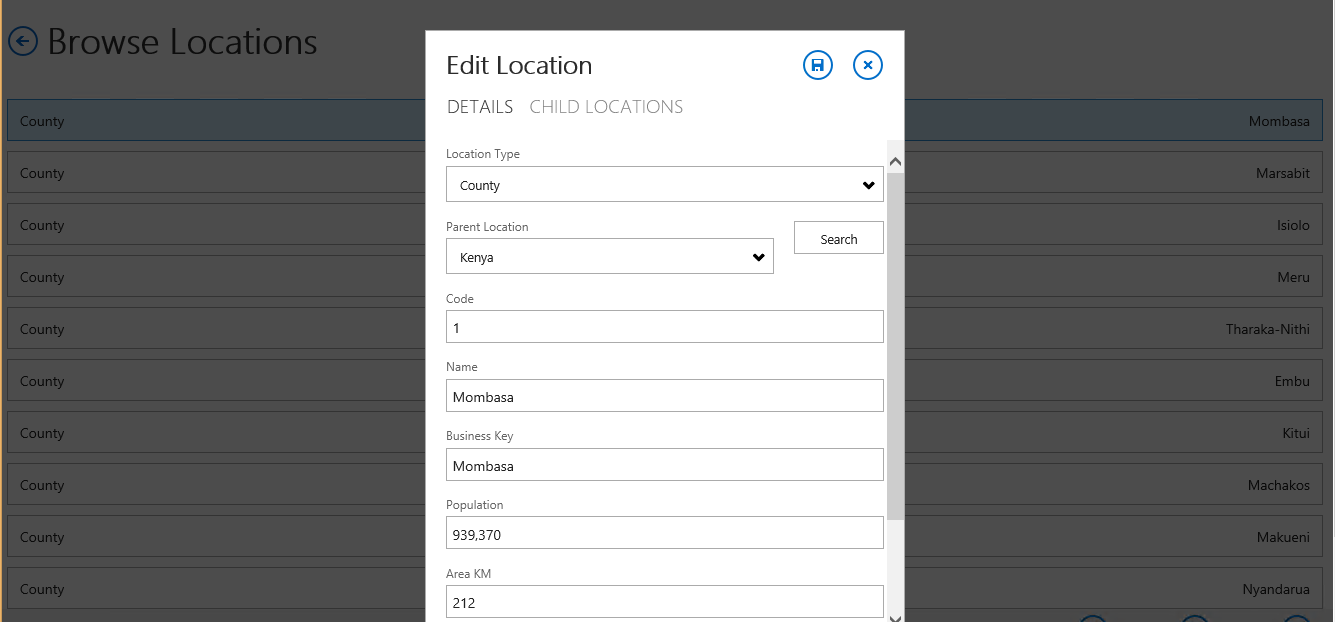 Browse Locations
Edit Location
DETAILS CHILD LOCATIONS
County Mombasa
County Marsabit
County Isiolo
County Meru
County Tharaka-Nithi
County Embu
County Kitui
County Machakos
County Makueni
County Nyandarua
Location Type
County
Parent Location
Kenya
Search
Code
1
Name
Mombasa
Business Key
Mombasa
Population
939,370
Area KM
212